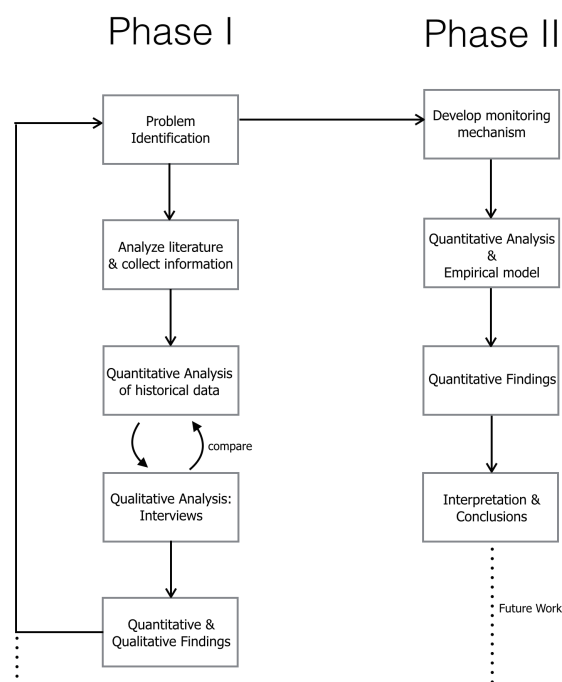 Phase I
Problem
Identification
Analyze literature
& collect information
Quantitative Analysis
of historical data
compare
Qualitative Analysis:
Interviews
Quantitative &
Qualitative Findings
Phase II
Develop monitoring
mechanism
Quantitative Analysis
&
Empirical model
Quantitative Findings
Interpretation &
Conclusions
Future Work